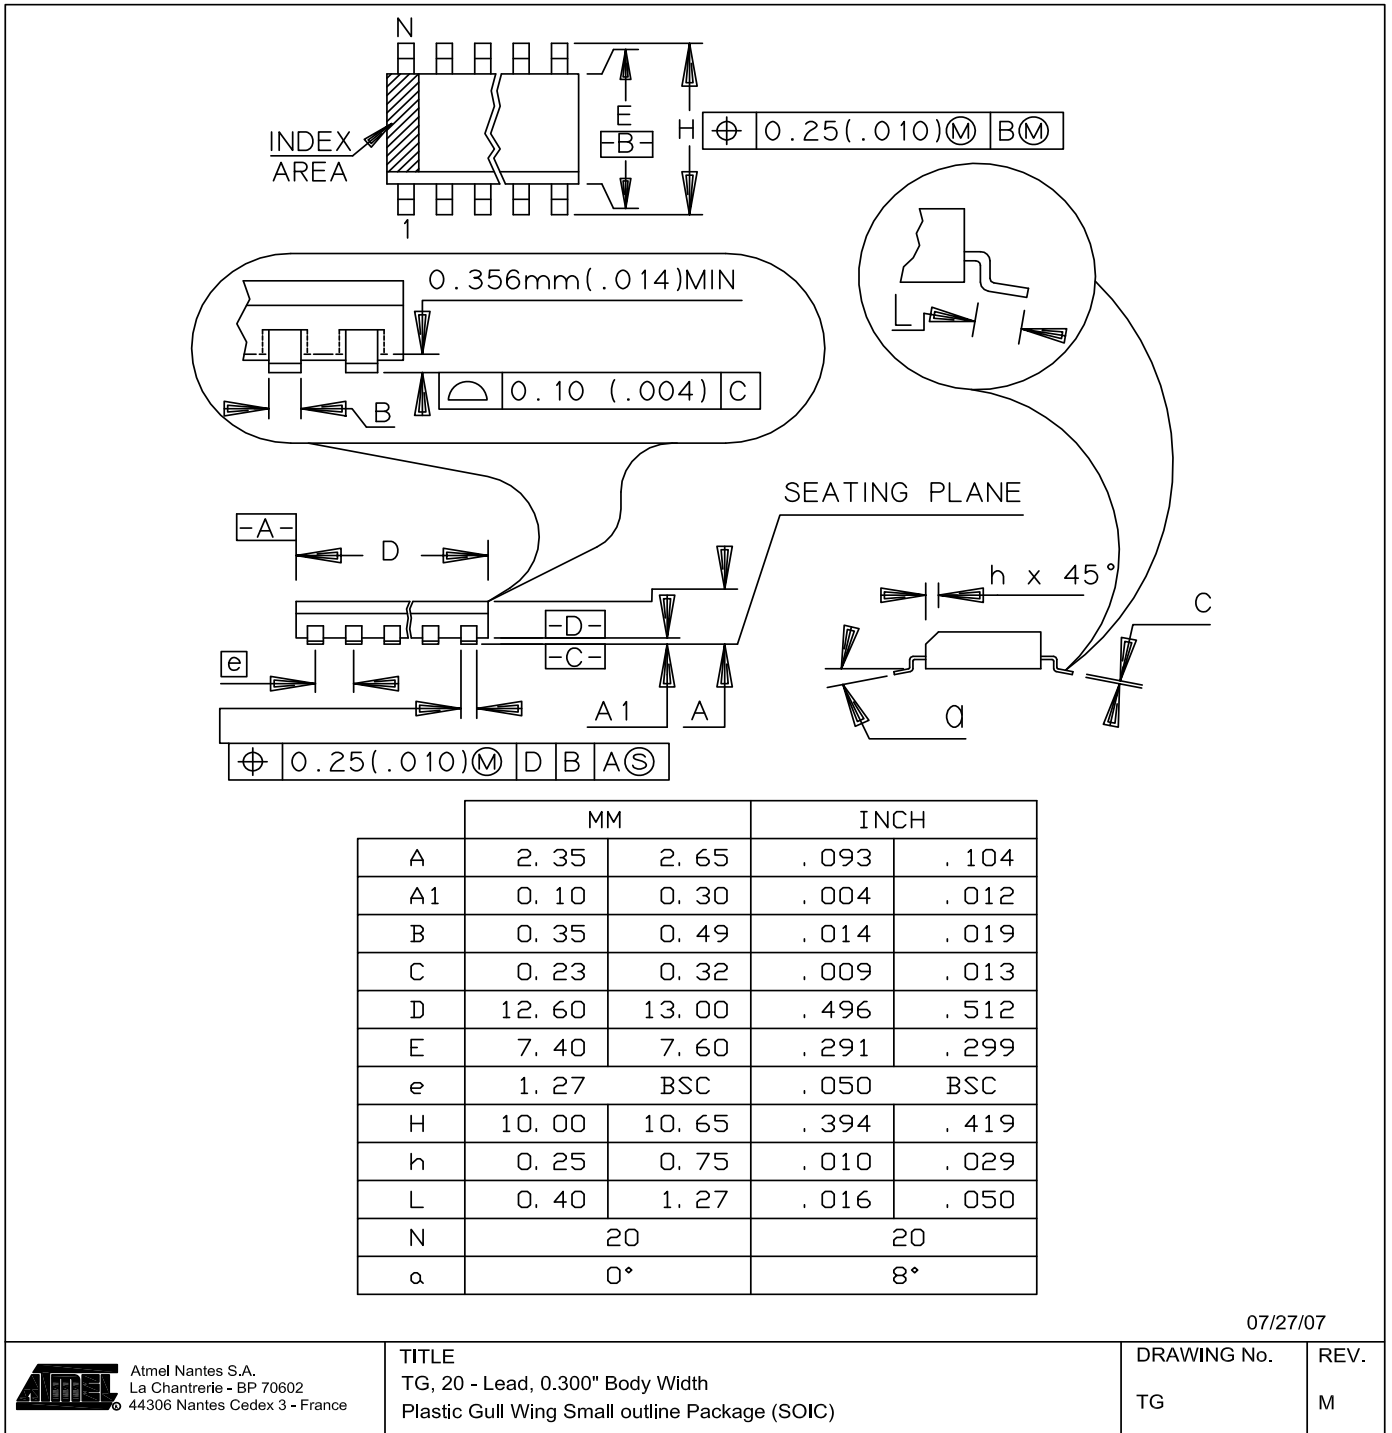 N
E
-B-
H
⌖ 0.25(.010)Ⓜ BⓂ
INDEX
AREA
1
0.356mm(.014)MIN
L
⌓ 0.10 (.004) C
B
SEATING PLANE
-A-
D
h x 45°
C
-D-
-C-
e
A1
A
a
⌖ 0.25(.010)Ⓜ D B AⓈ
MM INCH
A 2.35 2.65 .093 .104
A1 0.10 0.30 .004 .012
B 0.35 0.49 .014 .019
C 0.23 0.32 .009 .013
D 12.60 13.00 .496 .512
E 7.40 7.60 .291 .299
e 1.27 BSC .050 BSC
H 10.00 10.65 .394 .419
h 0.25 0.75 .010 .029
L 0.40 1.27 .016 .050
N 20 20
a 0° 8°
07/27/07
ATMEL
Atmel Nantes S.A.
La Chantrerie - BP 70602
44306 Nantes Cedex 3 - France
TITLE
TG, 20 - Lead, 0.300" Body Width
Plastic Gull Wing Small outline Package (SOIC)
DRAWING No.
TG
REV.
M